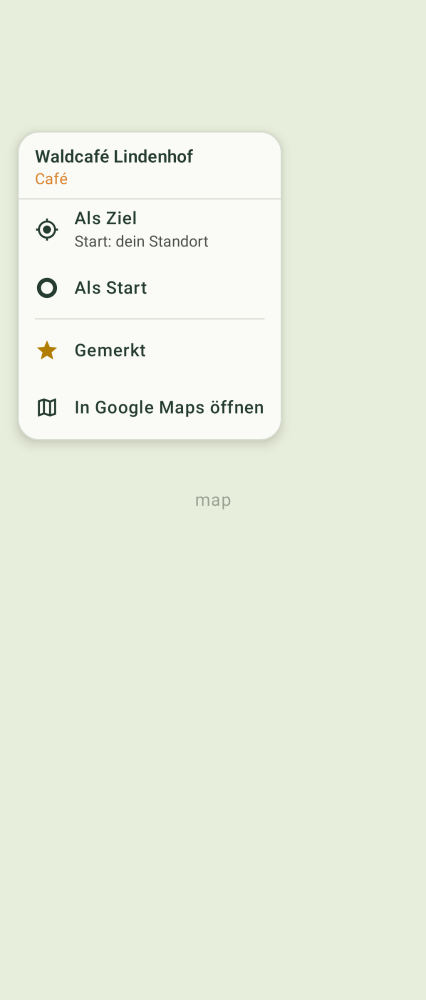 Waldcafé Lindenhof
Café
Als Ziel
Start: dein Standort
Als Start
Gemerkt
In Google Maps öffnen
map